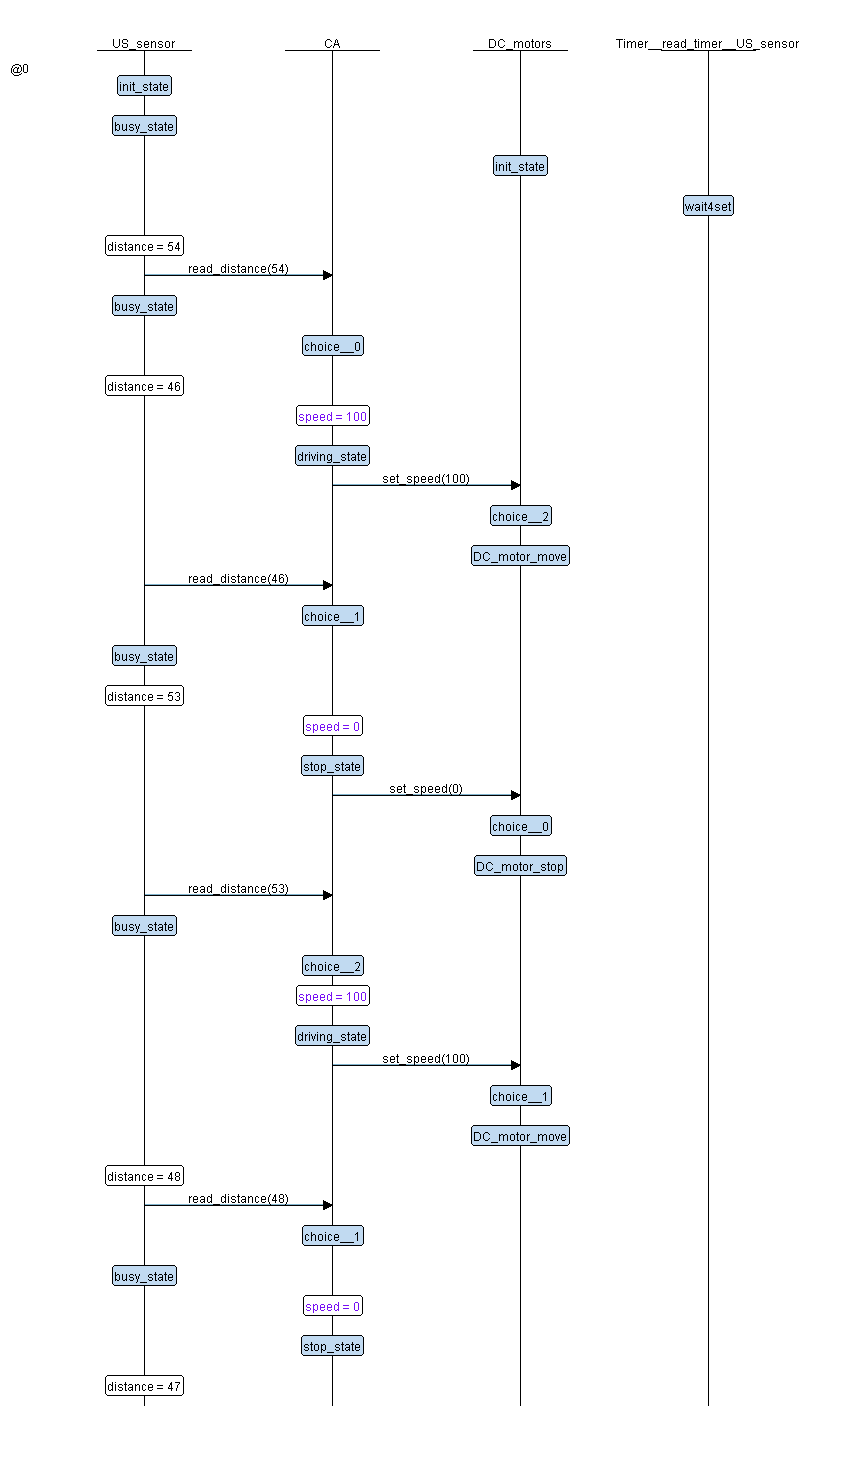 US_sensor CA DC_motors Timer__read_timer__US_sensor
@0
init_state
busy_state
init_state
wait4set
distance = 54
read_distance(54)
busy_state
choice__0
distance = 46
speed = 100
driving_state
set_speed(100)
choice__2
DC_motor_move
read_distance(46)
choice__1
busy_state
distance = 53
speed = 0
stop_state
set_speed(0)
choice__0
DC_motor_stop
read_distance(53)
busy_state
choice__2
speed = 100
driving_state
set_speed(100)
choice__1
DC_motor_move
distance = 48
read_distance(48)
choice__1
busy_state
speed = 0
stop_state
distance = 47